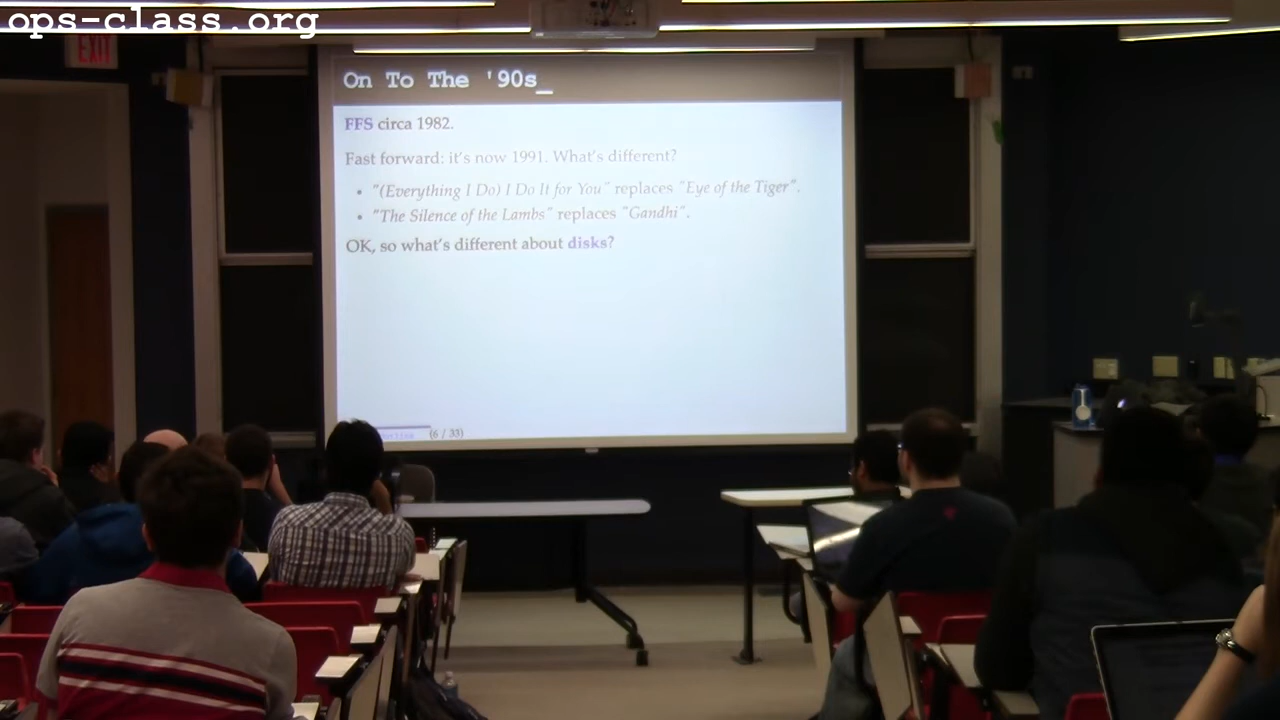 ops-class.org
EXIT
On To The '90s_
FFS circa 1982.
Fast forward: it's now 1991. What's different?
• "(Everything I Do) I Do It for You" replaces "Eye of the Tiger".
• "The Silence of the Lambs" replaces "Gandhi".
OK, so what's different about disks?
(6 / 33)